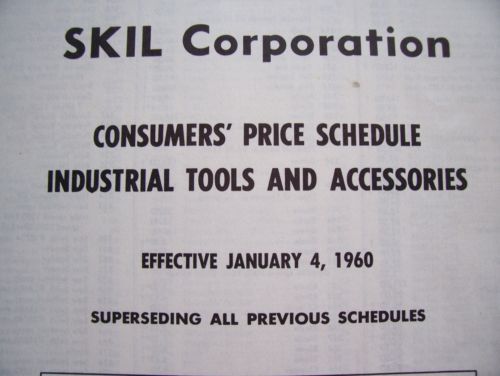 SKIL Corporation
CONSUMERS' PRICE SCHEDULE
INDUSTRIAL TOOLS AND ACCESSORIES
EFFECTIVE JANUARY 4, 1960
SUPERSEDING ALL PREVIOUS SCHEDULES